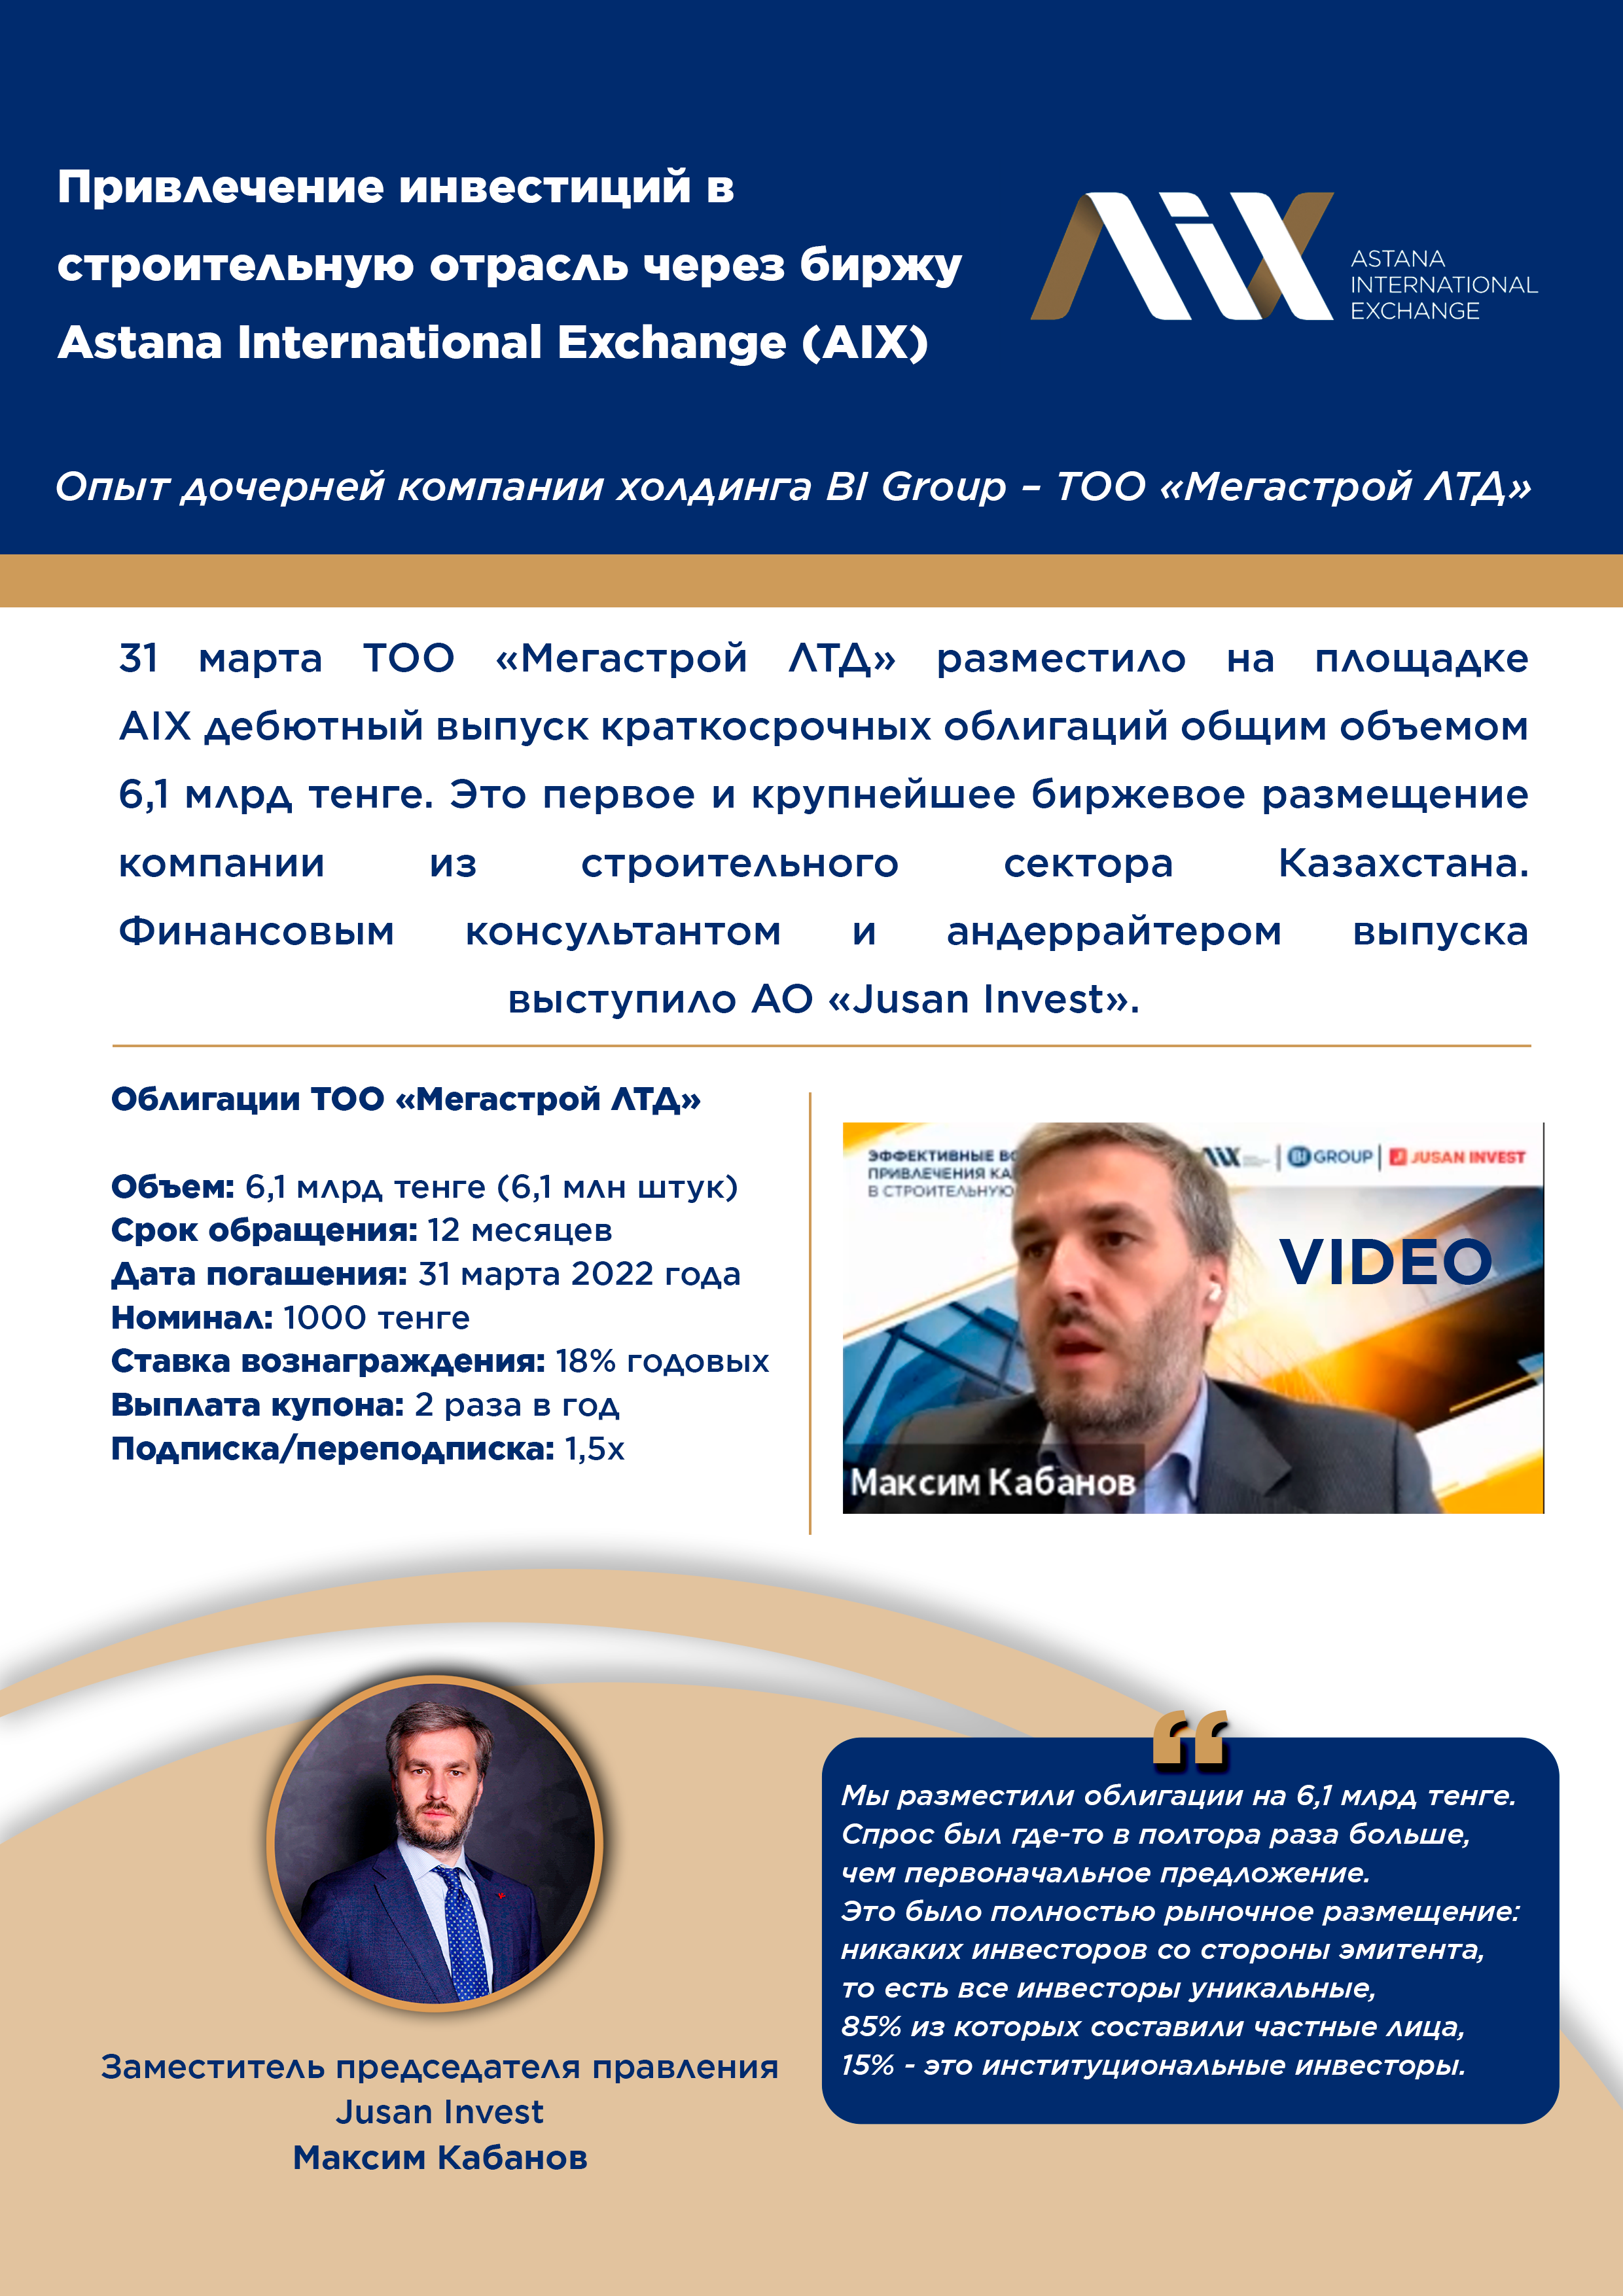 Привлечение инвестиций в
строительную отрасль через биржу
Astana International Exchange (AIX)
AIX
ASTANA
INTERNATIONAL
EXCHANGE
Опыт дочерней компании холдинга BI Group – ТОО «Мегастрой ЛТД»
31 марта ТОО «Мегастрой ЛТД» разместило на площадке
AIX дебютный выпуск краткосрочных облигаций общим объемом
6,1 млрд тенге. Это первое и крупнейшее биржевое размещение
компании из строительного сектора Казахстана.
Финансовым консультантом и андеррайтером выпуска
выступило АО «Jusan Invest».
Облигации ТОО «Мегастрой ЛТД»
Объем: 6,1 млрд тенге (6,1 млн штук)
Срок обращения: 12 месяцев
Дата погашения: 31 марта 2022 года
Номинал: 1000 тенге
Ставка вознаграждения: 18% годовых
Выплата купона: 2 раза в год
Подписка/переподписка: 1,5x
ЭФФЕКТИВНЫЕ
ПРИВЛЕЧЕНИЯ КА
В СТРОИТЕЛЬНУЮ
AIX
BI GROUP
JUSAN INVEST
VIDEO
Максим Кабанов
“
Мы разместили облигации на 6,1 млрд тенге.
Спрос был где-то в полтора раза больше,
чем первоначальное предложение.
Это было полностью рыночное размещение:
никаких инвесторов со стороны эмитента,
то есть все инвесторы уникальные,
85% из которых составили частные лица,
15% - это институциональные инвесторы.
Заместитель председателя правления
Jusan Invest
Максим Кабанов